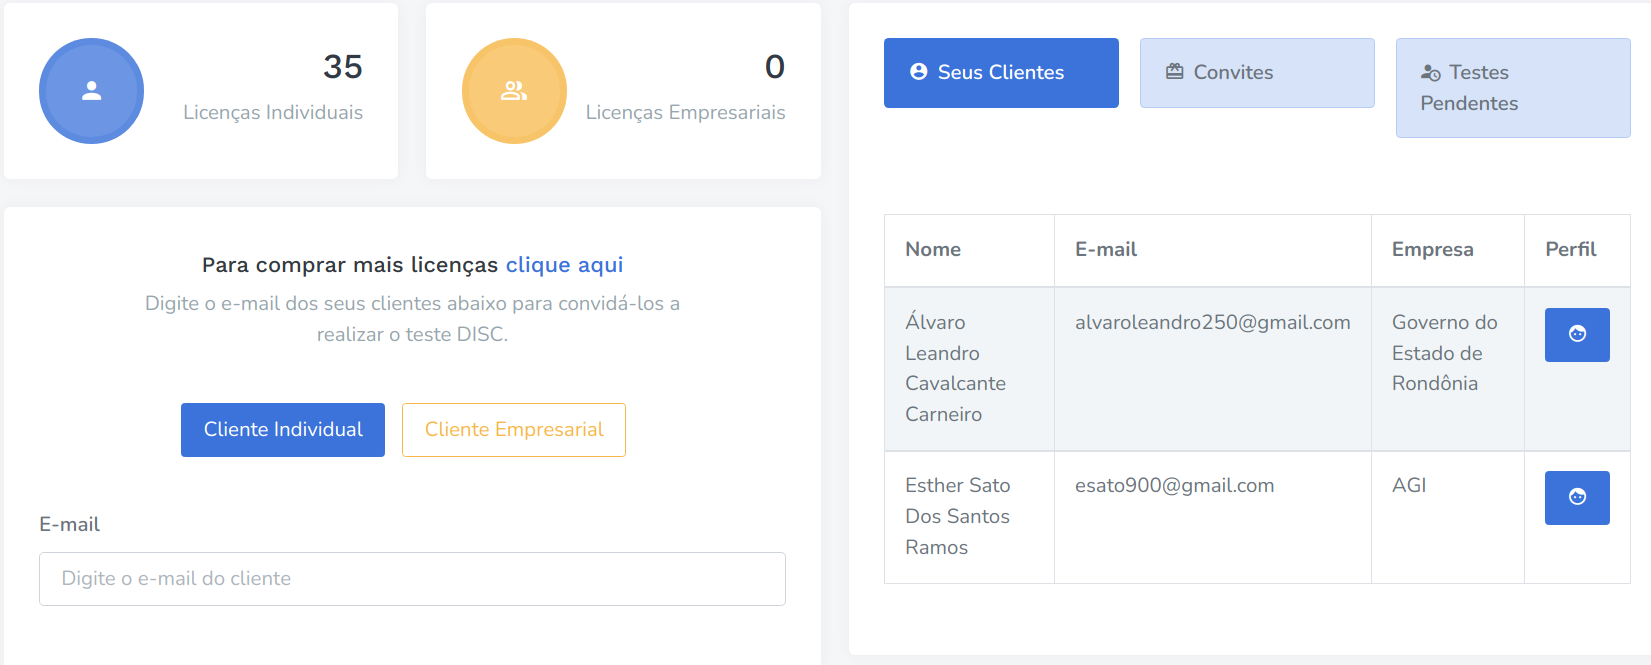 35
Licenças Individuais
0
Licenças Empresariais
Para comprar mais licenças clique aqui
Digite o e-mail dos seus clientes abaixo para convidá-los a
realizar o teste DISC.
Cliente Individual
Cliente Empresarial
E-mail
Digite o e-mail do cliente
Seus Clientes
Convites
Testes
Pendentes
Nome
E-mail
Empresa
Perfil
Álvaro
Leandro
Cavalcante
Carneiro
alvaroleandro250@gmail.com
Governo do
Estado de
Rondônia
Esther Sato
Dos Santos
Ramos
esato900@gmail.com
AGI